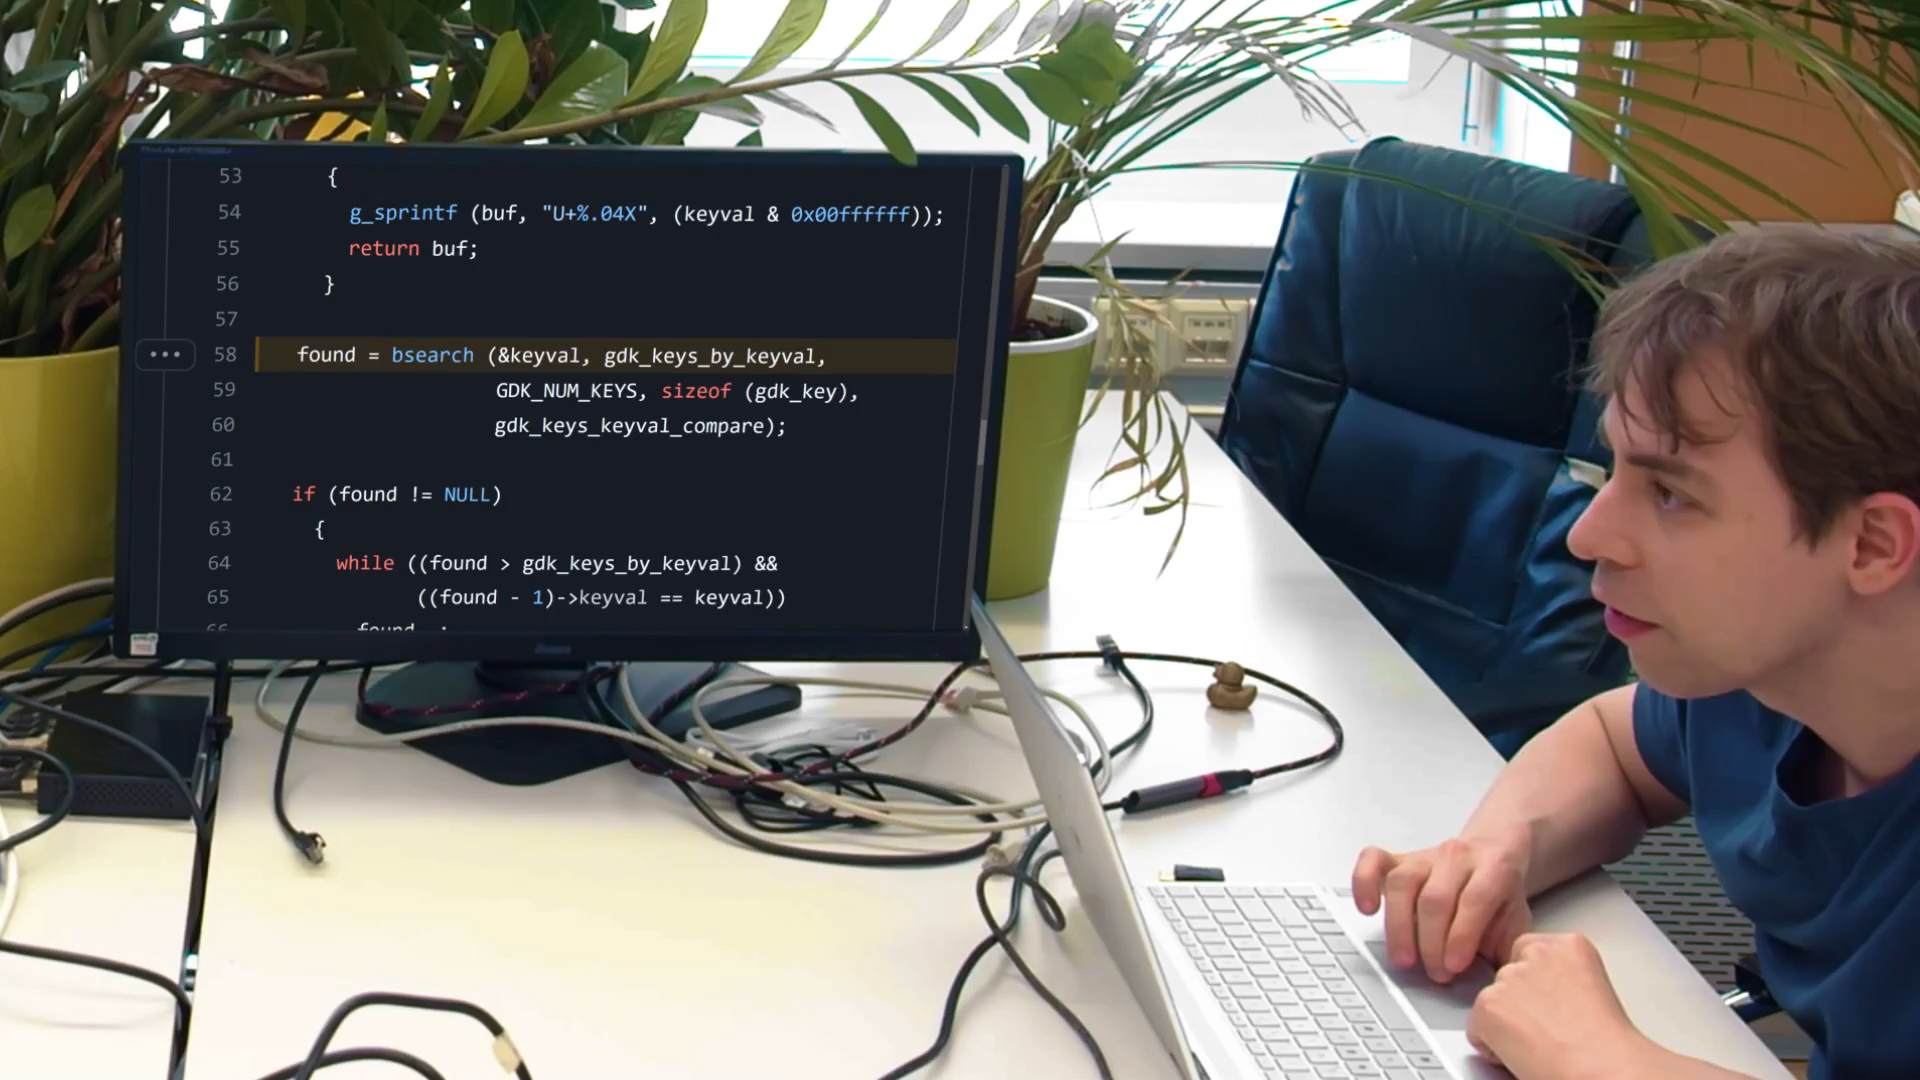 53 {
54 g_sprintf (buf, "U+%.04X", (keyval & 0x00ffffff));
55 return buf;
56 }
57
58 found = bsearch (&keyval, gdk_keys_by_keyval,
59 GDK_NUM_KEYS, sizeof (gdk_key),
60 gdk_keys_keyval_compare);
61
62 if (found != NULL)
63 {
64 while ((found > gdk_keys_by_keyval) &&
65 ((found - 1)->keyval == keyval))
66 found